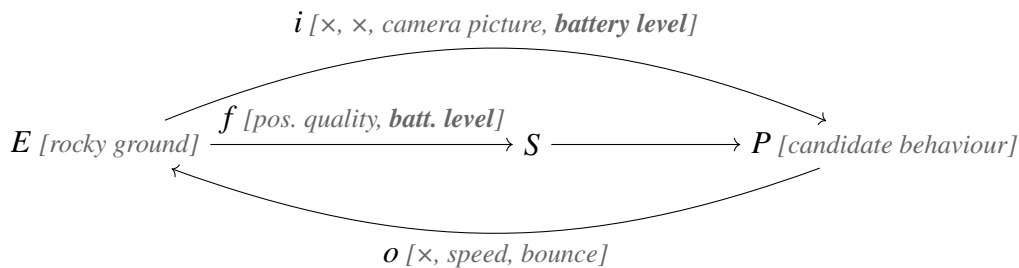 i [×, ×, camera picture, battery level]
f [pos. quality, batt. level]
E [rocky ground] S P [candidate behaviour]
o [×, speed, bounce]